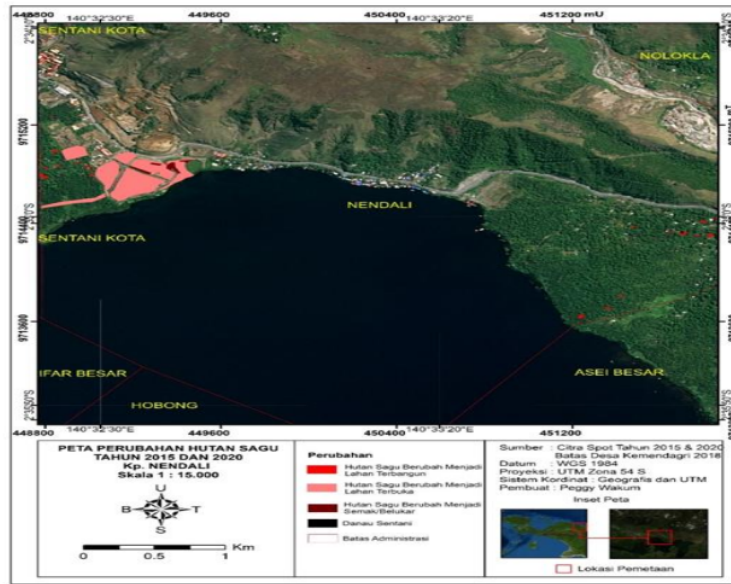 448800
449600
450400
451200 mU
140°32'30"E
140°33'20"E
SENTANI KOTA
NOLOKLA
9715200
NENDALI
9714400
SENTANI KOTA
9713600
IFAR BESAR
ASEI BESAR
HOBONG
140°32'30"E
140°33'20"E
448800
449600
450400
451200
PETA PERUBAHAN HUTAN SAGU
TAHUN 2015 DAN 2020
Kp. NENDALI
Skala 1 : 15.000
U
B
T
S
0
0.5
1
Km
Perubahan
Hutan Sagu Berubah Menjadi
Lahan Terbangun
Hutan Sagu Berubah Menjadi
Lahan Terbuka
Hutan Sagu Berubah Menjadi
Semak/Belukar
Danau Sentani
Batas Administrasi
Sumber : Citra Spot Tahun 2015 & 2020
Batas Desa Kemendagri 2018
Datum : WGS 1984
Proyeksi : UTM Zona 54 S
Sistem Kordinat : Geografis dan UTM
Pembuat : Peggy Wakum
Inset Peta
Lokasi Pemetaan